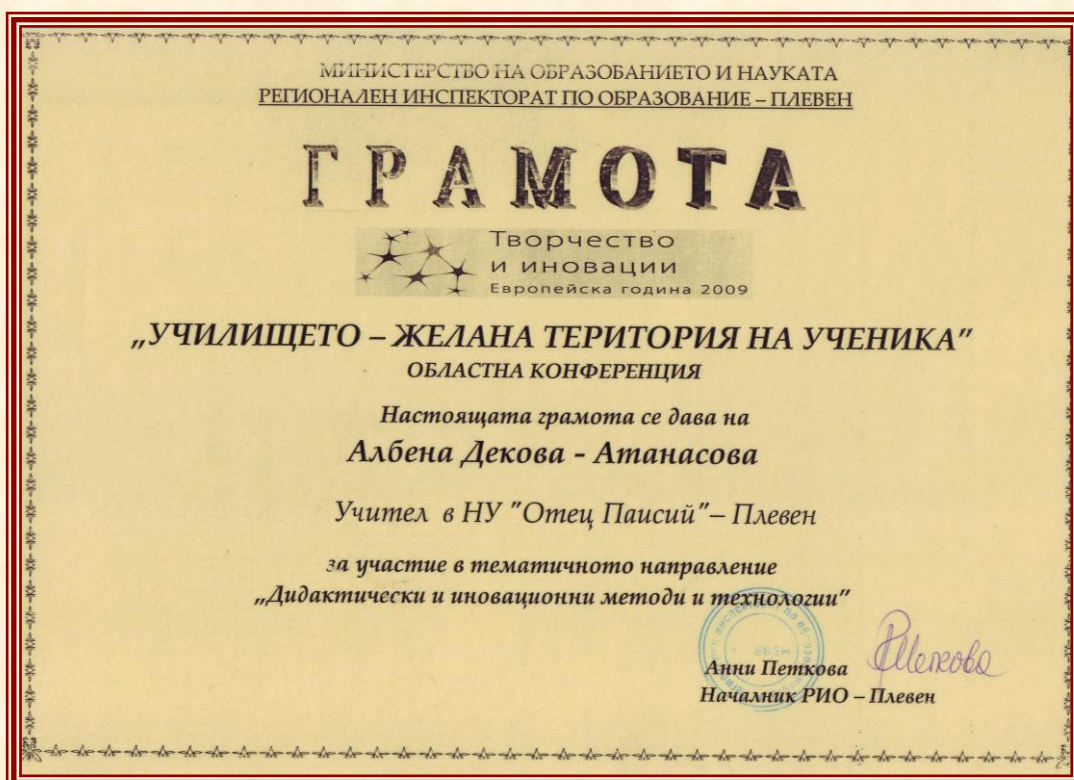 МИНИСТЕРСТВО НА ОБРАЗОВАНИЕТО И НАУКАТА
РЕГИОНАЛЕН ИНСПЕКТОРАТ ПО ОБРАЗОВАНИЕ – ПЛЕВЕН
ГРАМОТА
Творчество
и иновации
Европейска година 2009
„УЧИЛИЩЕТО – ЖЕЛАНА ТЕРИТОРИЯ НА УЧЕНИКА”
ОБЛАСТНА КОНФЕРЕНЦИЯ
Настоящата грамота се дава на
Албена Декова - Атанасова
Учител в НУ "Отец Паисий"– Плевен
за участие в тематичното направление
„Дидактически и иновационни методи и технологии”
Анни Петкова
Началник РИО – Плевен